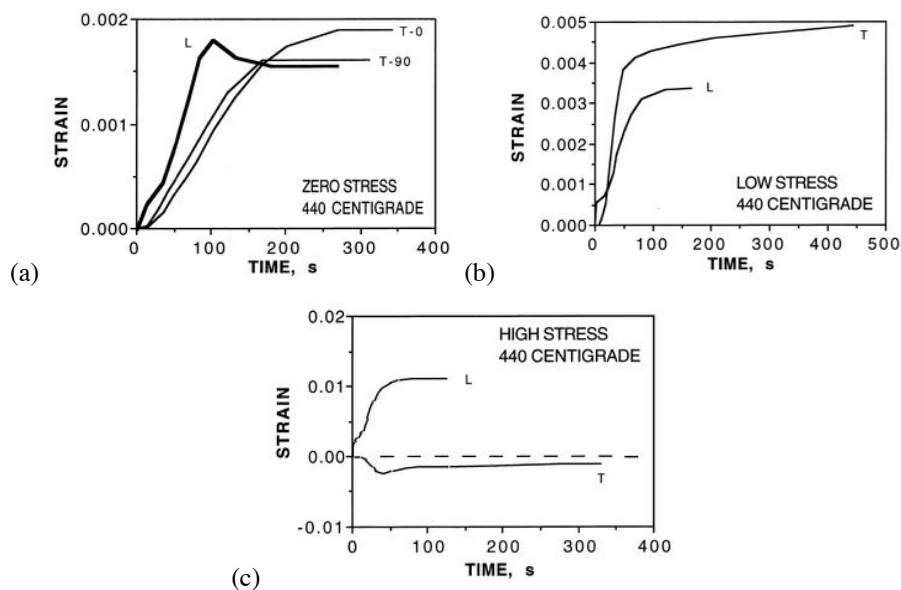 0.002
0.001
0.000
STRAIN
L
T-0
T-90
ZERO STRESS
440 CENTIGRADE
0 100 200 300 400
TIME, s
(a)
0.005
0.004
0.003
0.002
0.001
0.000
STRAIN
T
L
LOW STRESS
440 CENTIGRADE
0 100 200 300 400 500
TIME, s
(b)
0.02
0.01
0.00
-0.01
STRAIN
HIGH STRESS
440 CENTIGRADE
L
T
0 100 200 300 400
TIME, s
(c)